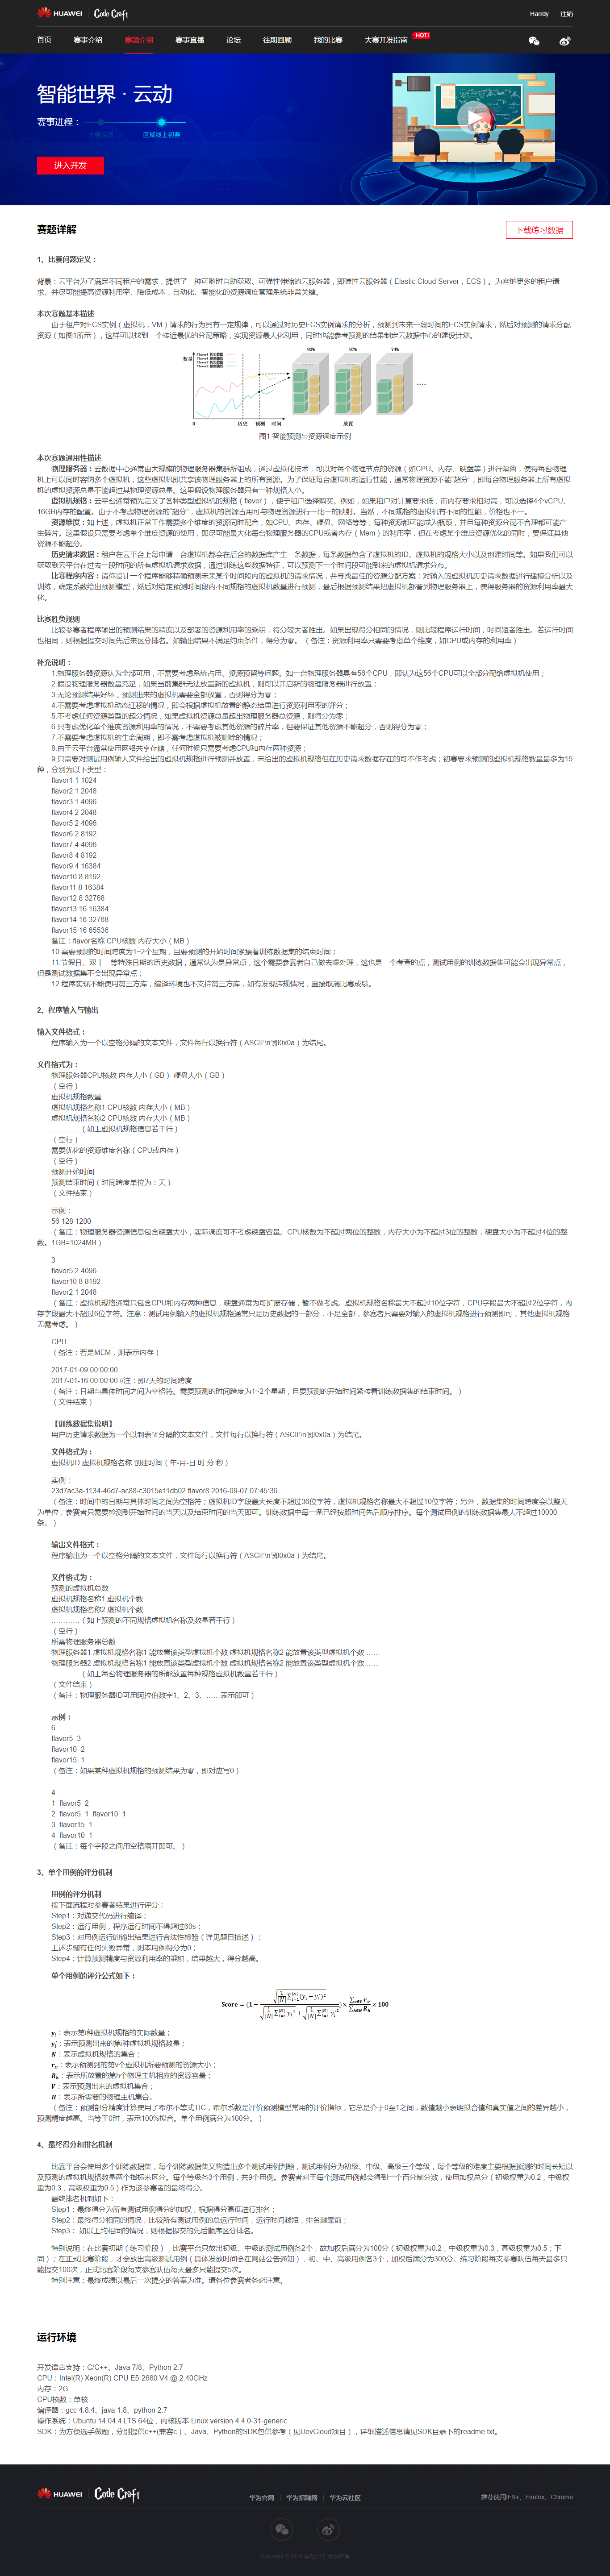 HUAWEI Code Craft
Hamdy 注销
首页 赛事介绍 赛题介绍 赛事直播 论坛 往期回顾 我的比赛 大赛开发指南 HOT!
智能世界 · 云动
赛事进程：
区域线上初赛
进入开发
赛题详解
下载练习数据
1、比赛问题定义：
背景：云平台为了满足不同租户的需求，提供了一种可随时自助获取、可弹性伸缩的云服务器，即弹性云服务器（Elastic Cloud Server，ECS）。为容纳更多的租户请
求、并尽可能提高资源利用率、降低成本，自动化、智能化的资源调度管理系统非常关键。
本次赛题基本描述
由于租户对ECS实例（虚拟机，VM）请求的行为具有一定规律，可以通过对历史ECS实例请求的分析，预测到未来一段时间的ECS实例请求，然后对预测的请求分配
资源（如图1所示），这样可以找到一个接近最优的分配策略，实现资源最大化利用，同时也能参考预测的结果制定云数据中心的建设计划。
数量
92% 97% 74%
0 历史 预测 时间 放置
图1 智能预测与资源调度示例
本次赛题通用性描述
物理服务器：云数据中心通常由大规模的物理服务器集群所组成，通过虚拟化技术，可以对每个物理节点的资源（如CPU、内存、硬盘等）进行隔离，使得每台物理
机上可以同时容纳多个虚拟机，这些虚拟机即共享该物理服务器上的所有资源。为了保证每台虚拟机的运行性能，通常物理资源不能“超分”，即每台物理服务器上所有虚拟
机的虚拟资源总量不能超过其物理资源总量。这里假设物理服务器只有一种规格大小。
虚拟机规格：云平台通常预先定义了各种类型虚拟机的规格（flavor），便于租户选择购买。例如，如果租户对计算要求低，而内存要求相对高，可以选择4个vCPU、
16GB内存的配置。由于不考虑物理资源的“超分”，虚拟机的资源占用可与物理资源进行一比一的映射。当然，不同规格的虚拟机有不同的性能，价格也不一。
资源维度：如上述，虚拟机正常工作需要多个维度的资源同时配合，如CPU、内存、硬盘、网络等等，每种资源都可能成为瓶颈，并且每种资源分配不合理都可能产
生碎片。这里假设只需要考虑单个维度资源的使用，即尽可能最大化每台物理服务器的CPU或者内存（Mem）的利用率，但在考虑某个维度资源优化的同时，要保证其他
资源不能超分。
历史请求数据：租户在云平台上每申请一台虚拟机都会在后台的数据库产生一条数据，每条数据包含了虚拟机的ID、虚拟机的规格大小以及创建时间等。如果我们可以
获取到云平台在过去一段时间的所有虚拟机请求数据，通过训练这些数据特征，可以预测下一个时间段可能到来的虚拟机请求分布。
比赛程序内容：请你设计一个程序能够精确预测未来某个时间段内的虚拟机的请求情况，并寻找最佳的资源分配方案：对输入的虚拟机历史请求数据进行建模分析以及
训练，确定系数给出预测模型，然后对给定预测时间段内不同规格的虚拟机数量进行预测，最后根据预测结果把虚拟机部署到物理服务器上，使得服务器的资源利用率最大
化。
比赛胜负规则
比较参赛者程序输出的预测结果的精度以及部署的资源利用率的乘积，得分较大者胜出。如果出现得分相同的情况，则比较程序运行时间，时间短者胜出。若运行时间
也相同，则根据提交时间先后来区分排名。如输出结果不满足约束条件，得分为零。（备注：资源利用率只需要考虑单个维度，如CPU或内存的利用率）
补充说明：
1.物理服务器资源认为全部可用，不需要考虑系统占用、资源预留等问题。如一台物理服务器具有56个CPU，即认为这56个CPU可以全部分配给虚拟机使用；
2.假设物理服务器数量充足，如果当前集群无法放置新的虚拟机，则可以开启新的物理服务器进行放置；
3.无论预测结果好坏，预测出来的虚拟机需要全部放置，否则得分为零；
4.不需要考虑虚拟机动态迁移的情况，即会根据虚拟机放置的静态结果进行资源利用率的评分；
5.不考虑任何资源类型的超分情况，如果虚拟机资源总量超出物理服务器总资源，则得分为零；
6.只考虑优化单个维度资源利用率的情况，不需要考虑其他资源的碎片率，但要保证其他资源不能超分，否则得分为零；
7.不需要考虑虚拟机的生命周期，即不需考虑虚拟机被删除的情况；
8.由于云平台通常使用网络共享存储，任何时候只需要考虑CPU和内存两种资源；
9.只需要对测试用例输入文件给出的虚拟机规格进行预测并放置，未给出的虚拟机规格但在历史请求数据存在的可不作考虑；初赛要求预测的虚拟机规格数量最多为15
种，分别为以下类型：
flavor1 1 1024
flavor2 1 2048
flavor3 1 4096
flavor4 2 2048
flavor5 2 4096
flavor6 2 8192
flavor7 4 4096
flavor8 4 8192
flavor9 4 16384
flavor10 8 8192
flavor11 8 16384
flavor12 8 32768
flavor13 16 16384
flavor14 16 32768
flavor15 16 65536
备注：flavor名称 CPU核数 内存大小（MB）
10.需要预测的时间跨度为1~2个星期，且要预测的开始时间紧接着训练数据集的结束时间；
11.节假日、双十一等特殊日期的历史数据，通常认为是异常点，这个需要参赛者自己做去噪处理，这也是一个考查的点，测试用例的训练数据集可能会出现异常点，
但是测试数据集不会出现异常点；
12.程序实现不能使用第三方库，编译环境也不支持第三方库，如有发现违规情况，直接取消比赛成绩。
2、程序输入与输出
输入文件格式：
程序输入为一个以空格分隔的文本文件，文件每行以换行符（ASCII'\n'即0x0a）为结尾。
文件格式为：
物理服务器CPU核数 内存大小（GB） 硬盘大小（GB）
（空行）
虚拟机规格数量
虚拟机规格名称1 CPU核数 内存大小（MB）
虚拟机规格名称2 CPU核数 内存大小（MB）
…………（如上虚拟机规格信息若干行）
（空行）
需要优化的资源维度名称（CPU或内存）
（空行）
预测开始时间
预测结束时间（时间跨度单位为：天）
（文件结束）
示例：
56 128 1200
（备注：物理服务器资源信息包含硬盘大小，实际调度可不考虑硬盘容量。CPU核数为不超过两位的整数，内存大小为不超过3位的整数，硬盘大小为不超过4位的整
数。1GB=1024MB）
3
flavor5 2 4096
flavor10 8 8192
flavor2 1 2048
（备注：虚拟机规格通常只包含CPU和内存两种信息，硬盘通常为可扩展存储，暂不做考虑。虚拟机规格名称最大不超过10位字符，CPU字段最大不超过2位字符，内
存字段最大不超过6位字符。注意：测试用例输入的虚拟机规格通常只是历史数据的一部分，不是全部，参赛者只需要对输入的虚拟机规格进行预测即可，其他虚拟机规格
无需考虑。）
CPU
（备注：若是MEM，则表示内存）
2017-01-09 00:00:00
2017-01-16 00:00:00 //注：即7天的时间跨度
（备注：日期与具体时间之间为空格符。需要预测的时间跨度为1~2个星期，且要预测的开始时间紧接着训练数据集的结束时间。）
（文件结束）
【训练数据集说明】
用户历史请求数据为一个以制表'\t'分隔的文本文件，文件每行以换行符（ASCII'\n'即0x0a）为结尾。
文件格式为：
虚拟机ID 虚拟机规格名称 创建时间（年-月-日 时:分:秒）
实例：
23d7ac3a-1134-46d7-ac88-c3015e11db02 flavor8 2016-09-07 07:45:36
（备注：时间中的日期与具体时间之间为空格符；虚拟机ID字段最大长度不超过36位字符，虚拟机规格名称最大不超过10位字符；另外，数据集的时间跨度会以整天
为单位，参赛者只需要检测到开始时间的当天以及结束时间的当天即可。训练数据中每一条已经按照时间先后顺序排序。每个测试用例的训练数据集最大不超过10000
条。）
输出文件格式：
程序输出为一个以空格分隔的文本文件，文件每行以换行符（ASCII'\n'即0x0a）为结尾。
文件格式为：
预测的虚拟机总数
虚拟机规格名称1 虚拟机个数
虚拟机规格名称2 虚拟机个数
…………（如上预测的不同规格虚拟机名称及数量若干行）
（空行）
所需物理服务器总数
物理服务器1 虚拟机规格名称1 能放置该类型虚拟机个数 虚拟机规格名称2 能放置该类型虚拟机个数 ……
物理服务器2 虚拟机规格名称1 能放置该类型虚拟机个数 虚拟机规格名称2 能放置该类型虚拟机个数 ……
…………（如上每台物理服务器的所能放置每种规格虚拟机数量若干行）
（文件结束）
（备注：物理服务器ID可用阿拉伯数字1、2、3、……表示即可）
示例：
6
flavor5 3
flavor10 2
flavor15 1
（备注：如果某种虚拟机规格的预测结果为零，即对应写0）
4
1 flavor5 2
2 flavor5 1 flavor10 1
3 flavor15 1
4 flavor10 1
（备注：每个字段之间用空格隔开即可。）
3、单个用例的评分机制
用例的评分机制
按下面流程对参赛者结果进行评分：
Step1：对递交代码进行编译；
Step2：运行用例，程序运行时间不得超过60s；
Step3：对用例运行的输出结果进行合法性检验（详见题目描述）；
上述步骤有任何失败异常，则本用例得分为0；
Step4：计算预测精度与资源利用率的乘积，结果越大，得分越高。
单个用例的评分公式如下：
Score = (1 − √(1/|N| ∑(yᵢ − yᵢ′)²) / (√(1/|N| ∑yᵢ²) + √(1/|N| ∑yᵢ′²))) × ∑v∈V rv / ∑h∈H Rh × 100
yᵢ：表示第i种虚拟机规格的实际数量；
yᵢ′：表示预测出来的第i种虚拟机规格数量；
N：表示虚拟机规格的集合；
rv：表示预测到的第v个虚拟机所要预测的资源大小；
Rh：表示所放置的第h个物理主机相应的资源容量；
V：表示预测出来的虚拟机集合；
H：表示所需要的物理主机集合。
（备注：预测部分精度计算使用了希尔不等式TIC，希尔系数是评价预测模型常用的评价指标，它总是介于0至1之间，数值越小表明拟合值和真实值之间的差异越小，
预测精度越高。当等于0时，表示100%拟合。单个用例满分为100分。）
4、最终得分和排名机制
比赛平台会使用多个训练数据集，每个训练数据集又构造出多个测试用例判题，测试用例分为初级、中级、高级三个等级，每个等级的难度主要根据预测的时间长短以
及预测的虚拟机规格数量两个指标来区分。每个等级各3个用例，共9个用例。参赛者对于每个测试用例都会得到一个百分制分数，使用加权总分（初级权重为0.2，中级权
重为0.3，高级权重为0.5）作为该参赛者的最终得分。
最终排名机制如下：
Step1：最终得分为所有测试用例得分的加权，根据得分高低进行排名；
Step2：最终得分相同的情况，比较所有测试用例的总运行时间，运行时间越短，排名越靠前；
Step3： 如以上均相同的情况，则根据提交的先后顺序区分排名。
特别说明：在比赛初期（练习阶段），比赛平台只放出初级、中级的测试用例各2个，故加权后满分为100分（初级权重为0.2，中级权重为0.3，高级权重为0.5；下
同）；在正式比赛阶段，才会放出高级测试用例（具体发放时间会在网站公告通知），初、中、高级用例各3个，加权后满分为300分。练习阶段每支参赛队伍每天最多只
能提交100次，正式比赛阶段每支参赛队伍每天最多只能提交5次。
特别注意：最终成绩以最后一次提交的答案为准。请各位参赛者务必注意。
运行环境
开发语言支持：C/C++、Java 7/8、Python 2.7
CPU：Intel(R) Xeon(R) CPU E5-2680 V4 @ 2.40GHz
内存：2G
CPU核数：单核
编译器：gcc 4.8.4、java 1.8、python 2.7
操作系统：Ubuntu 14.04.4 LTS 64位，内核版本 Linux version 4.4.0-31-generic
SDK：为方便选手做题，分别提供c++(兼容c）、Java、Python的SDK包供参考（见DevCloud项目），详细描述信息请见SDK目录下的readme.txt。
HUAWEI Code Craft
华为官网 | 华为招聘网 | 华为云社区
推荐使用IE9+、Firefox、Chrome